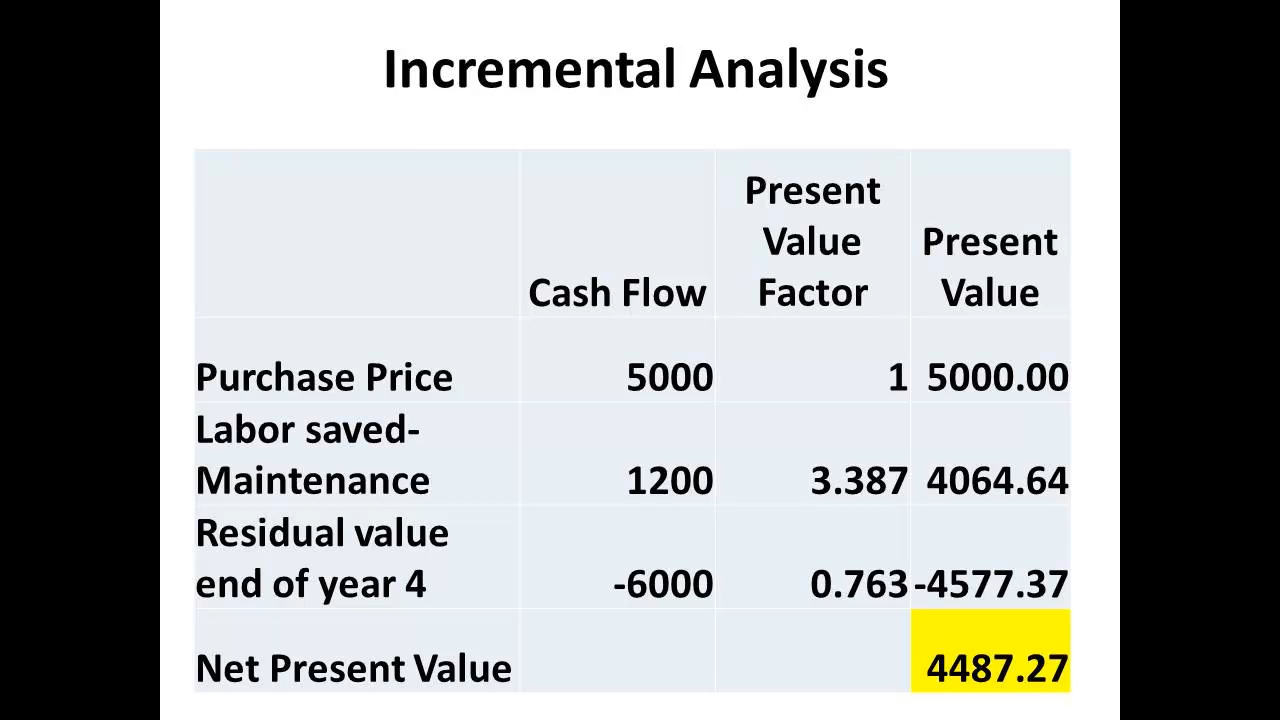 Incremental Analysis
Present
Value
Factor
Present
Value
Cash Flow
Purchase Price 5000 1 5000.00
Labor saved-
Maintenance 1200 3.387 4064.64
Residual value
end of year 4 -6000 0.763 -4577.37
Net Present Value 4487.27